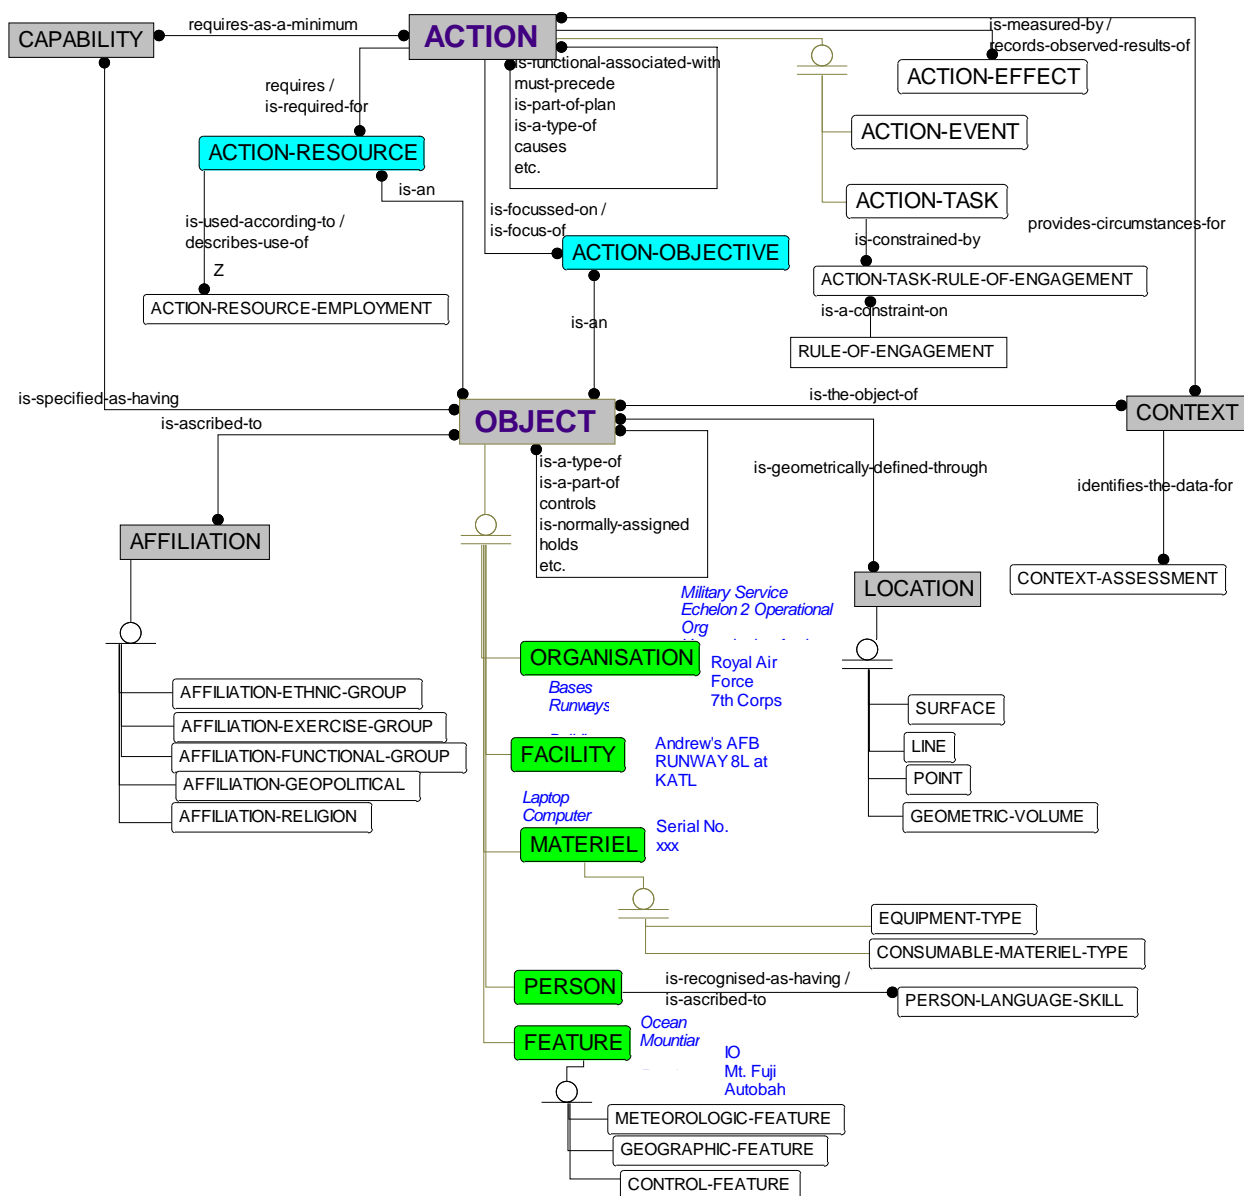 CAPABILITY
requires-as-a-minimum
ACTION
is-measured-by /
records-observed-results-of
ACTION-EFFECT
is-functional-associated-with
must-precede
is-part-of-plan
is-a-type-of
causes
etc.
requires /
is-required-for
ACTION-RESOURCE
ACTION-EVENT
is-an
ACTION-TASK
is-used-according-to /
describes-use-of
is-focussed-on /
is-focus-of
provides-circumstances-for
is-constrained-by
ACTION-OBJECTIVE
Z
ACTION-RESOURCE-EMPLOYMENT
ACTION-TASK-RULE-OF-ENGAGEMENT
is-a-constraint-on
is-an
RULE-OF-ENGAGEMENT
is-specified-as-having
is-the-object-of
is-ascribed-to
OBJECT
CONTEXT
is-a-type-of
is-a-part-of
controls
is-normally-assigned
holds
etc.
is-geometrically-defined-through
identifies-the-data-for
AFFILIATION
LOCATION
CONTEXT-ASSESSMENT
Military Service
Echelon 2 Operational
Org
ORGANISATION
Royal Air
Force
7th Corps
Bases
Runways
AFFILIATION-ETHNIC-GROUP
AFFILIATION-EXERCISE-GROUP
AFFILIATION-FUNCTIONAL-GROUP
AFFILIATION-GEOPOLITICAL
AFFILIATION-RELIGION
SURFACE
LINE
POINT
GEOMETRIC-VOLUME
FACILITY
Andrew's AFB
RUNWAY 8L at
KATL
Laptop
Computer
MATERIEL
Serial No.
xxx
EQUIPMENT-TYPE
CONSUMABLE-MATERIEL-TYPE
PERSON
is-recognised-as-having /
is-ascribed-to
PERSON-LANGUAGE-SKILL
FEATURE
Ocean
Mountiar
IO
Mt. Fuji
Autobah
METEOROLOGIC-FEATURE
GEOGRAPHIC-FEATURE
CONTROL-FEATURE